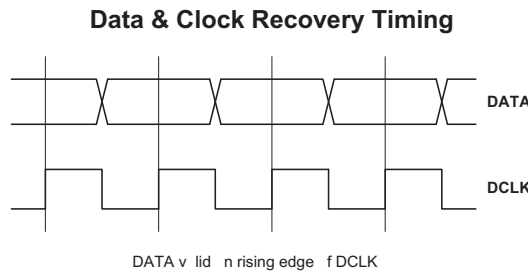 Data & Clock Recovery Timing
DATA
DCLK
DATA v lid n rising edge f DCLK